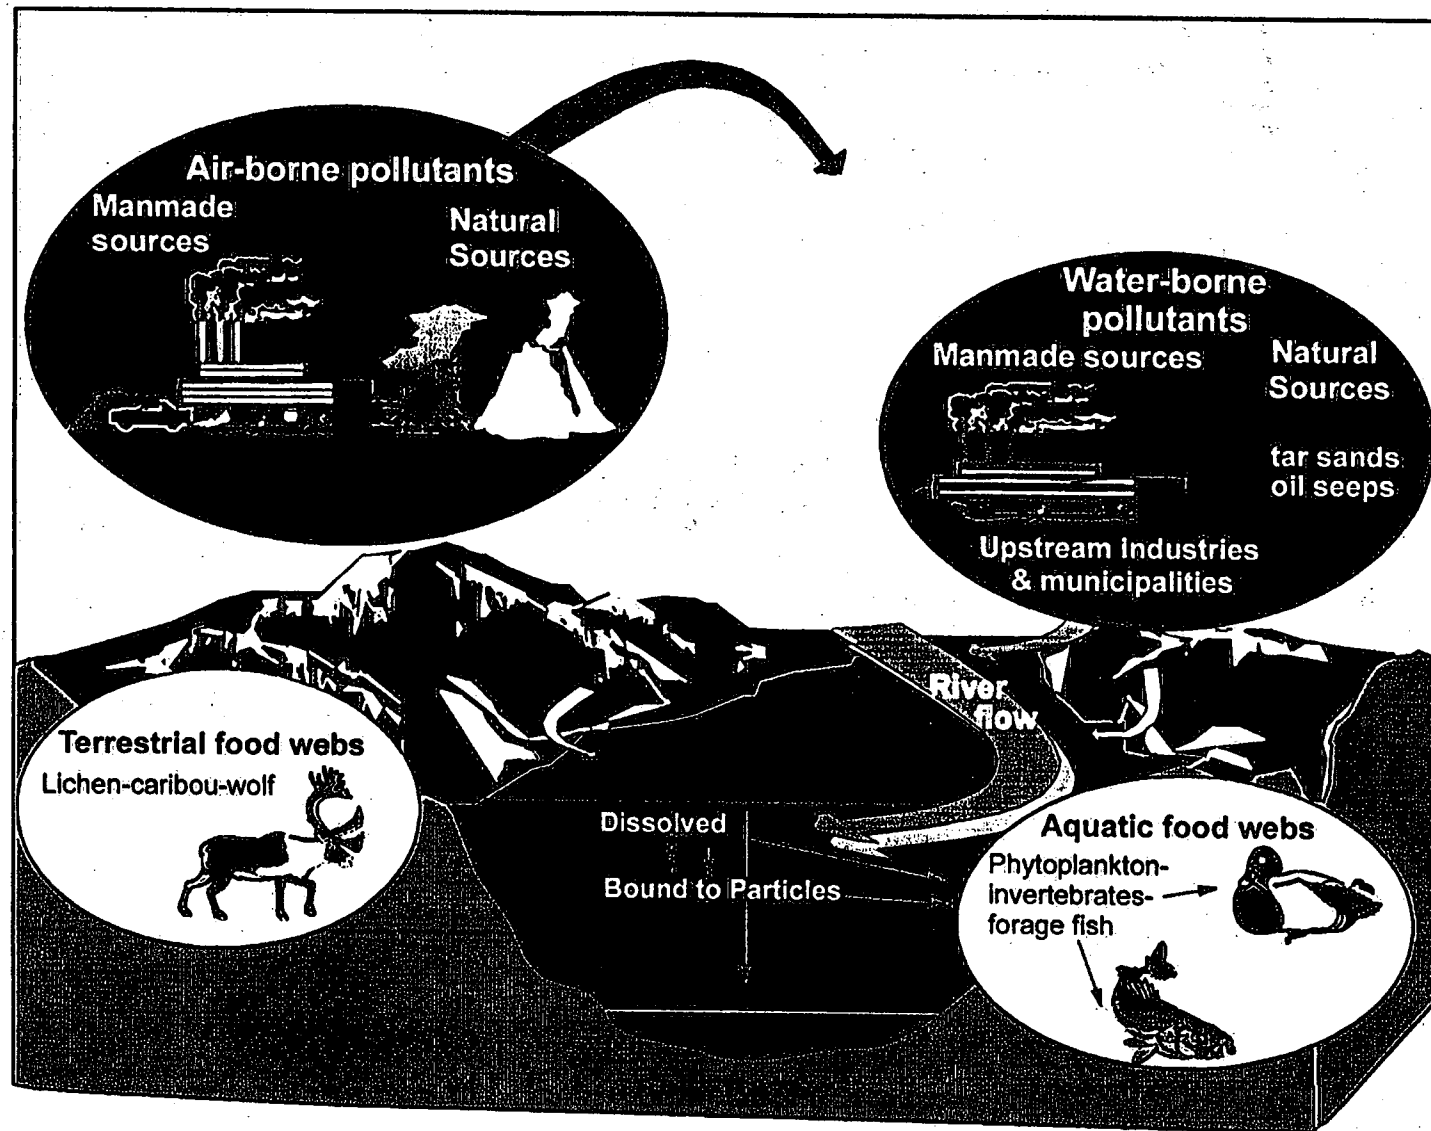 Air-borne pollutants
Manmade
sources
Natural
Sources
Water-borne
pollutants
Manmade sources
Natural
Sources
tar sands
oil seeps
Upstream Industries
& municipalities
River
flow
Terrestrial food webs
Lichen-caribou-wolf
Dissolved
Bound to Particles
Aquatic food webs
Phytoplankton-
invertebrates-
forage fish